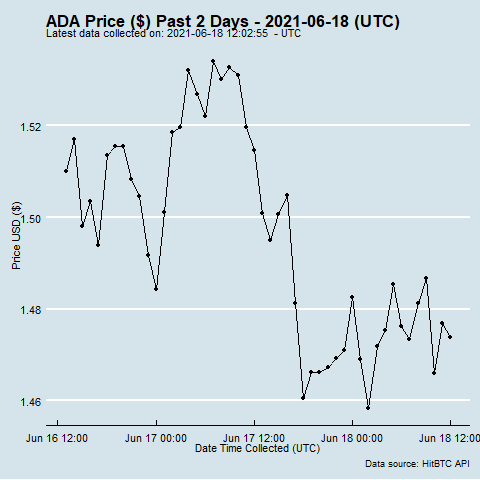 ADA Price ($) Past 2 Days - 2021-06-18 (UTC)
Latest data collected on: 2021-06-18 12:02:55 - UTC
1.52
1.50
1.48
1.46
Price USD ($)
Jun 16 12:00 Jun 17 00:00 Jun 17 12:00 Jun 18 00:00 Jun 18 12:00
Date Time Collected (UTC)
Data source: HitBTC API